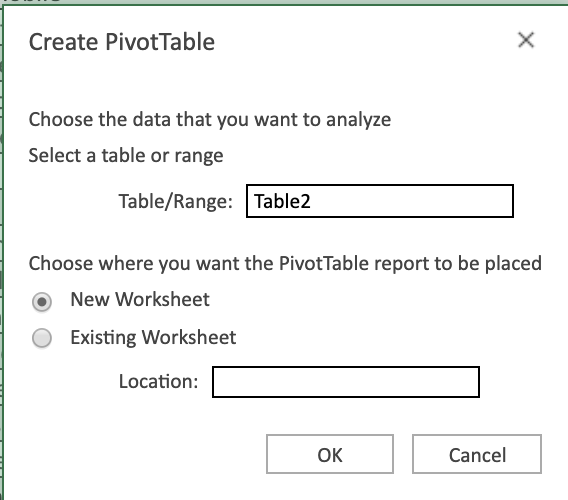 Create PivotTable
Choose the data that you want to analyze
Select a table or range
Table/Range: Table2
Choose where you want the PivotTable report to be placed
New Worksheet
Existing Worksheet
Location:
OK Cancel